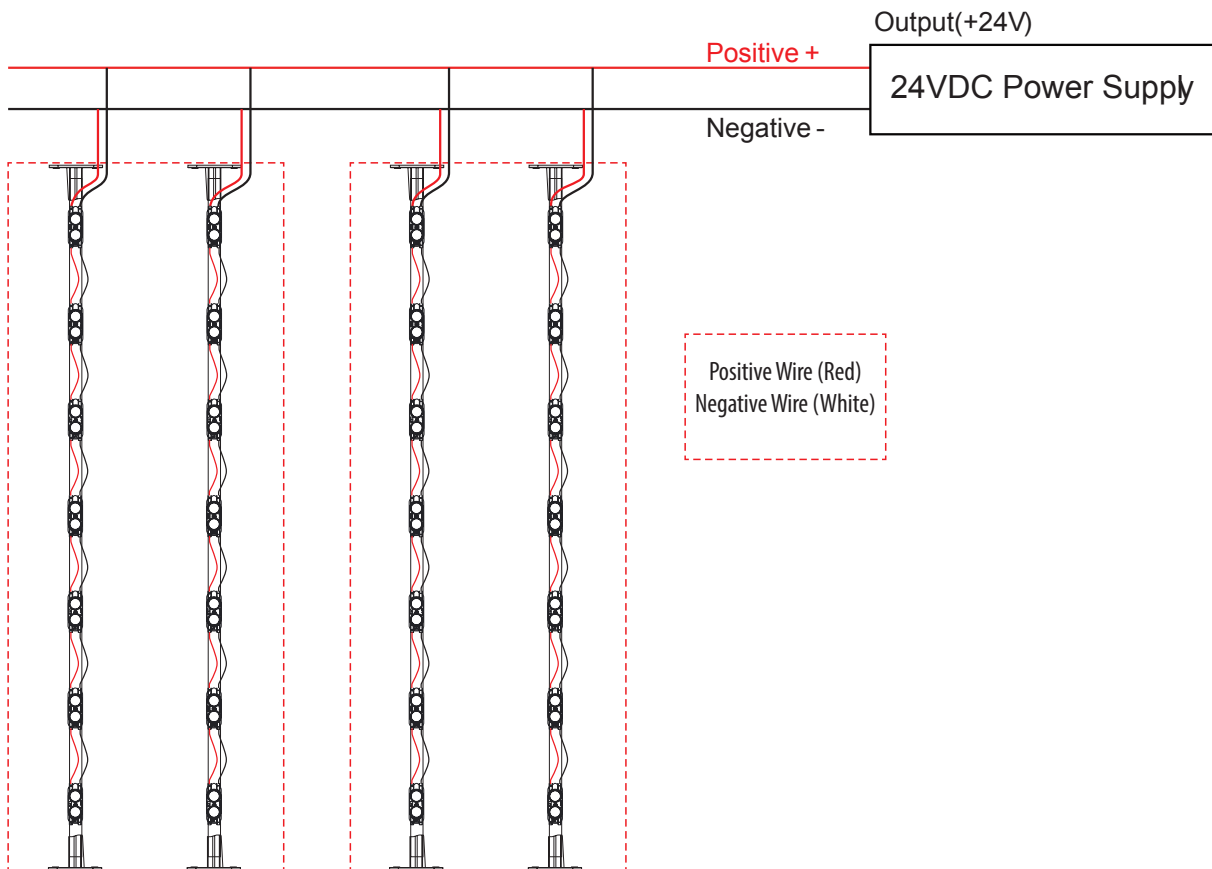 Output(+24V)
Positive +
24VDC Power Supply
Negative -
Positive Wire (Red)
Negative Wire (White)